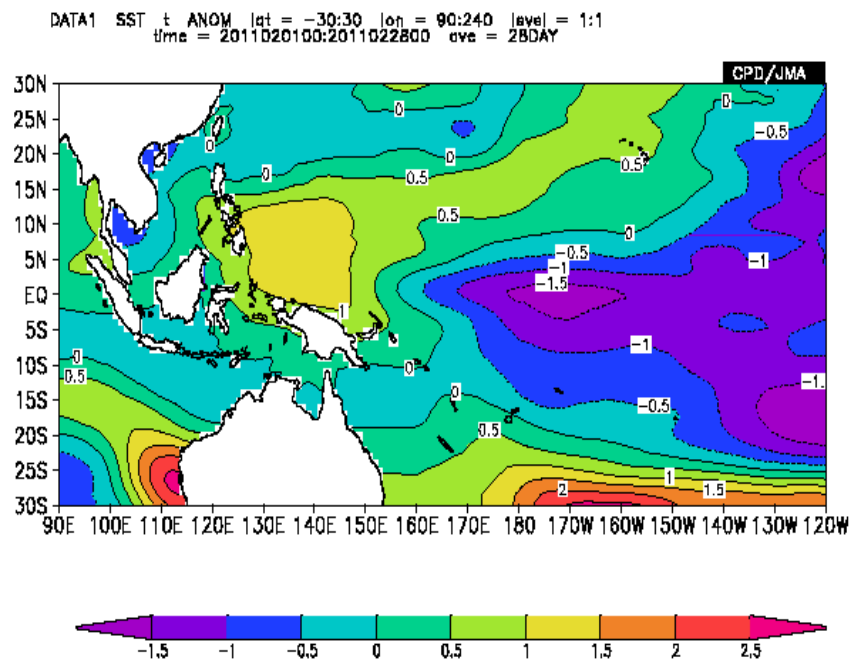 DATA1 SST t ANOM lat = -30:30 lon = 90:240 level = 1:1
time = 2011020100:2011022800 ave = 28DAY
CPD/JMA
30N
0
0
25N
-0.5
0
20N
0
0
0.5
15N
0.5
10N
0.5
0
-0.5
5N
-1
-1
EQ
-1.5
1
5S
-1
10S
0
0
0.5
0
-1.
15S
-0.5
20S
0.5
25S
1
2
1.5
30S
90E 100E 110E 120E 130E 140E 150E 160E 170E 180 170W 160W 150W 140W 130W 120W
-1.5 -1 -0.5 0 0.5 1 1.5 2 2.5